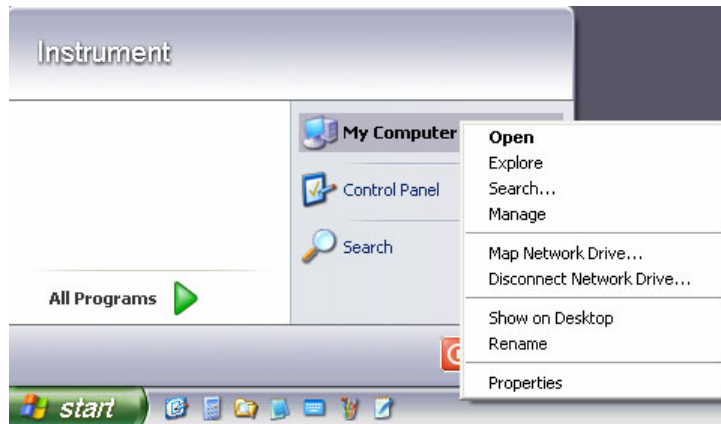 Instrument
My Computer
Control Panel
Search
All Programs
Open
Explore
Search...
Manage
Map Network Drive...
Disconnect Network Drive...
Show on Desktop
Rename
Properties
start